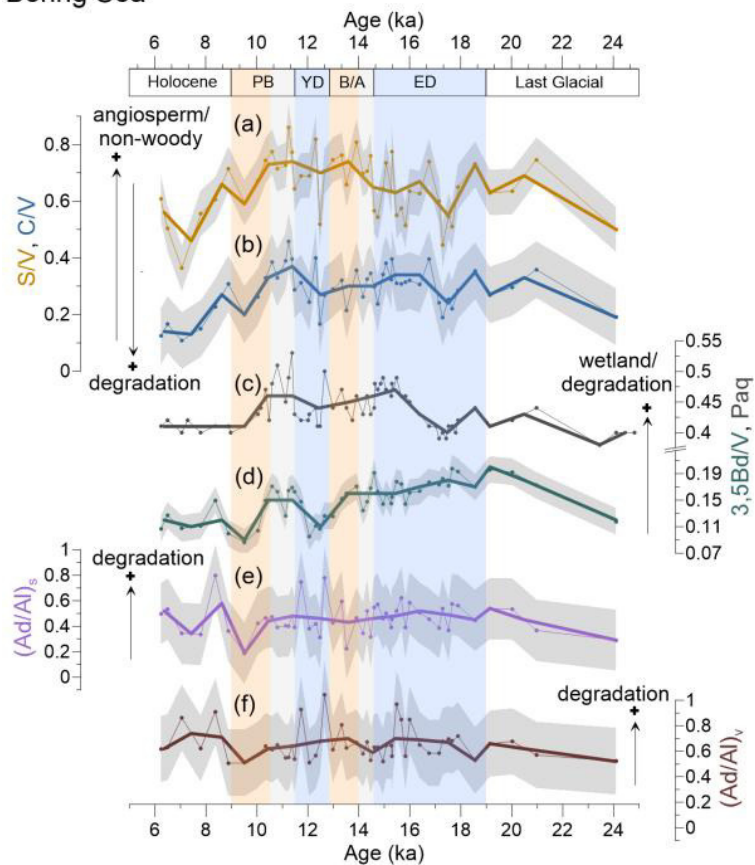 Bering Sea
Age (ka)
6 8 10 12 14 16 18 20 22 24
Holocene PB YD B/A ED Last Glacial
angiosperm/
non-woody
(a)
0.8
0.6
0.4
0.2
0
S/V, C/V
(b)
degradation
(c)
wetland/
degradation
0.55
0.5
0.45
0.4
0.19
0.15
0.11
0.07
3,5Bd/V, Paq
(d)
degradation
(e)
1
0.8
0.6
0.4
0.2
0
(Ad/Al)s
(f)
degradation
1
0.8
0.6
0.4
0.2
0
(Ad/Al)v
6 8 10 12 14 16 18 20 22 24
Age (ka)